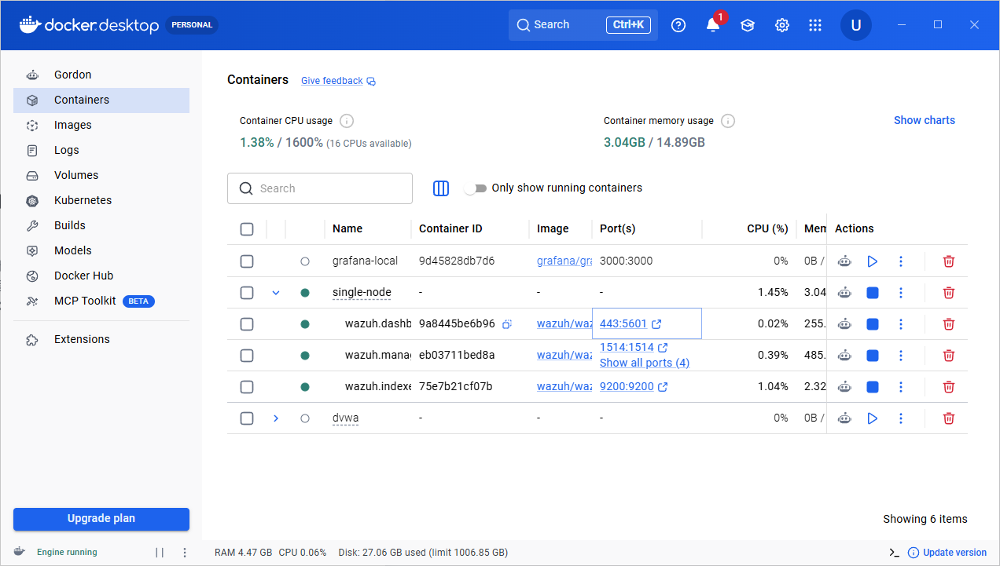 docker.desktop PERSONAL Search Ctrl+K 1 U
Gordon
Containers
Images
Logs
Volumes
Kubernetes
Builds
Models
Docker Hub
MCP Toolkit BETA
Extensions
Upgrade plan
Containers Give feedback
Container CPU usage Container memory usage Show charts
1.38% / 1600% (16 CPUs available) 3.04GB / 14.89GB
Search Only show running containers
Name Container ID Image Port(s) CPU (%) Mem Actions
grafana-local 9d45828db7d6 grafana/gra 3000:3000 0% 0B /
single-node - - - 1.45% 3.04
wazuh.dashb 9a8445be6b96 wazuh/waz 443:5601 0.02% 255.
wazuh.manag eb03711bed8a wazuh/waz 1514:1514 0.39% 485.
Show all ports (4)
wazuh.indexe 75e7b21cf07b wazuh/waz 9200:9200 1.04% 2.32
dvwa - - - 0% 0B /
Showing 6 items
Engine running RAM 4.47 GB CPU 0.06% Disk: 27.06 GB used (limit 1006.85 GB) Update version